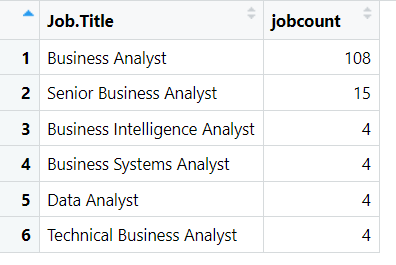 Job.Title jobcount
1 Business Analyst 108
2 Senior Business Analyst 15
3 Business Intelligence Analyst 4
4 Business Systems Analyst 4
5 Data Analyst 4
6 Technical Business Analyst 4